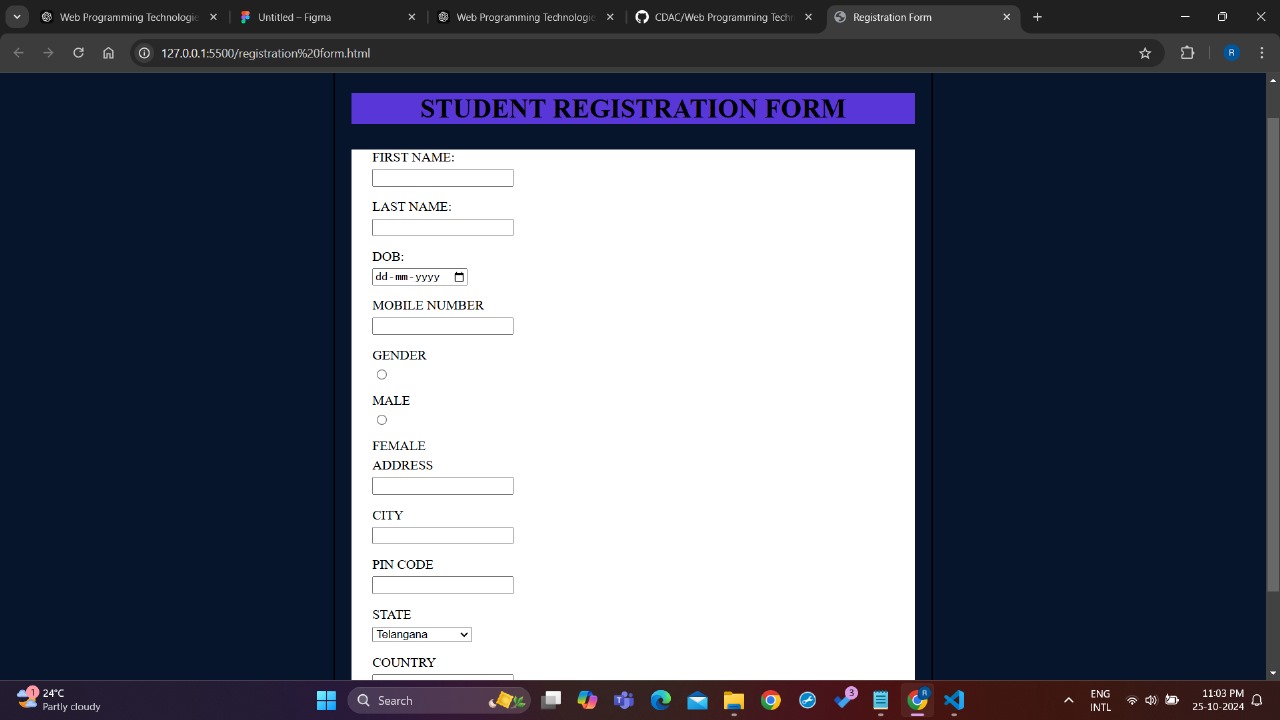 Web Programming Technologie
Untitled – Figma
Web Programming Technologic
CDAC/Web Programming Techn
Registration Form
127.0.0.1:5500/registration%20form.html
R
STUDENT REGISTRATION FORM
FIRST NAME:
LAST NAME:
DOB:
dd-mm-yyyy
MOBILE NUMBER
GENDER
MALE
FEMALE
ADDRESS
CITY
PIN CODE
STATE
Telangana
COUNTRY
1
24°C
Partly cloudy
Search
3
R
ENG
INTL
11:03 PM
25-10-2024